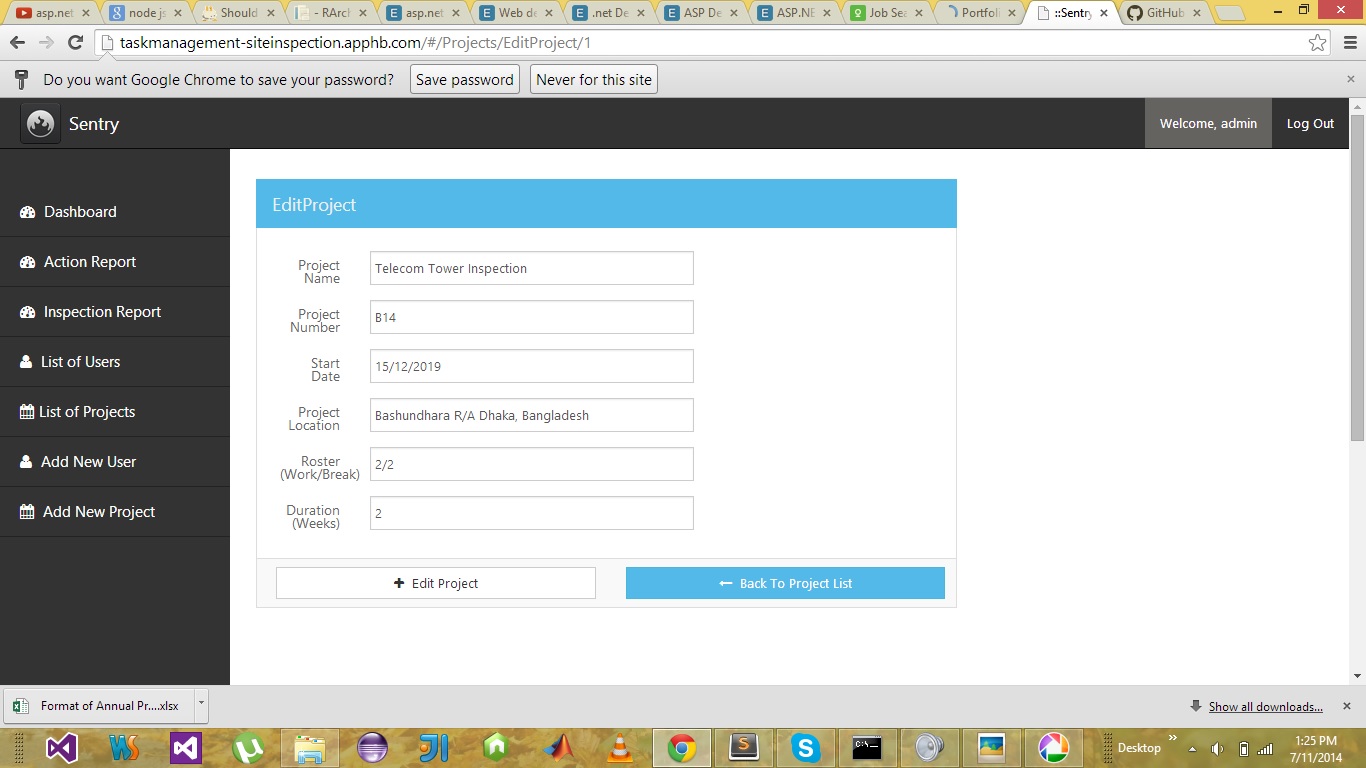 asp.net
node js
Should
- RArch
asp.net
Web de
.net De
ASP De
ASP.NE
Job Sea
Portfoli
::Sentry
GitHub
taskmanagement-siteinspection.apphb.com/#/Projects/EditProject/1
Do you want Google Chrome to save your password? Save password Never for this site
Sentry
Welcome, admin
Log Out
Dashboard
Action Report
Inspection Report
List of Users
List of Projects
Add New User
Add New Project
EditProject
Project
Name
Telecom Tower Inspection
Project
Number
B14
Start
Date
15/12/2019
Project
Location
Bashundhara R/A Dhaka, Bangladesh
Roster
(Work/Break)
2/2
Duration
(Weeks)
2
Edit Project
Back To Project List
Format of Annual Pr....xlsx
Show all downloads...
Desktop
1:25 PM
7/11/2014